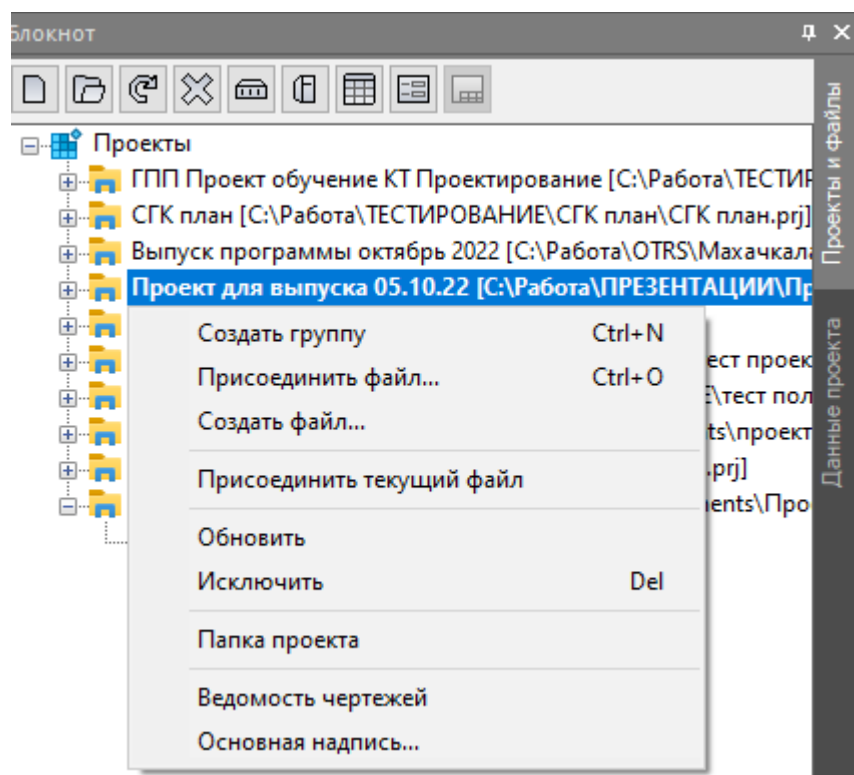 Блокнот
Проекты
ГПП Проект обучение КТ Проектирование [C:\Работа\ТЕСТИР
СГК план [C:\Работа\ТЕСТИРОВАНИЕ\СГК план\СГК план.prj]
Выпуск программы октябрь 2022 [C:\Работа\OTRS\Махачкала
Проект для выпуска 05.10.22 [C:\Работа\ПРЕЗЕНТАЦИИ\Пр
Создать группу Ctrl+N
Присоединить файл... Ctrl+O
ест проек
Е\тест пол
Создать файл...
ts\проект
Присоединить текущий файл
.prj]
ents\Про
Обновить
Исключить Del
Папка проекта
Ведомость чертежей
Основная надпись...
Проекты и файлы
Данные проекта